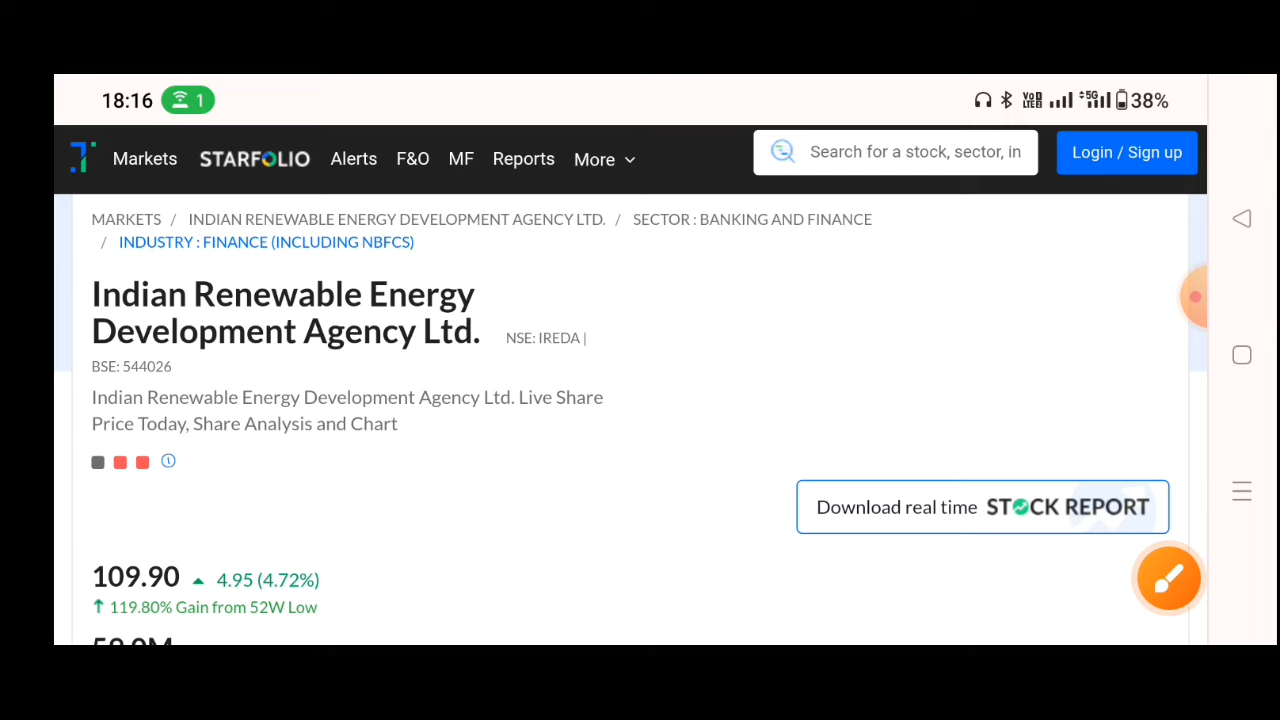 18:16 1 VoD LTEB 5G 38%
Markets STARFOLIO Alerts F&O MF Reports More Search for a stock, sector, in Login / Sign up
MARKETS / INDIAN RENEWABLE ENERGY DEVELOPMENT AGENCY LTD. / SECTOR : BANKING AND FINANCE
/ INDUSTRY : FINANCE (INCLUDING NBFCS)
Indian Renewable Energy
Development Agency Ltd. NSE: IREDA |
BSE: 544026
Indian Renewable Energy Development Agency Ltd. Live Share
Price Today, Share Analysis and Chart
Download real time STOCK REPORT
109.90 4.95 (4.72%)
119.80% Gain from 52W Low